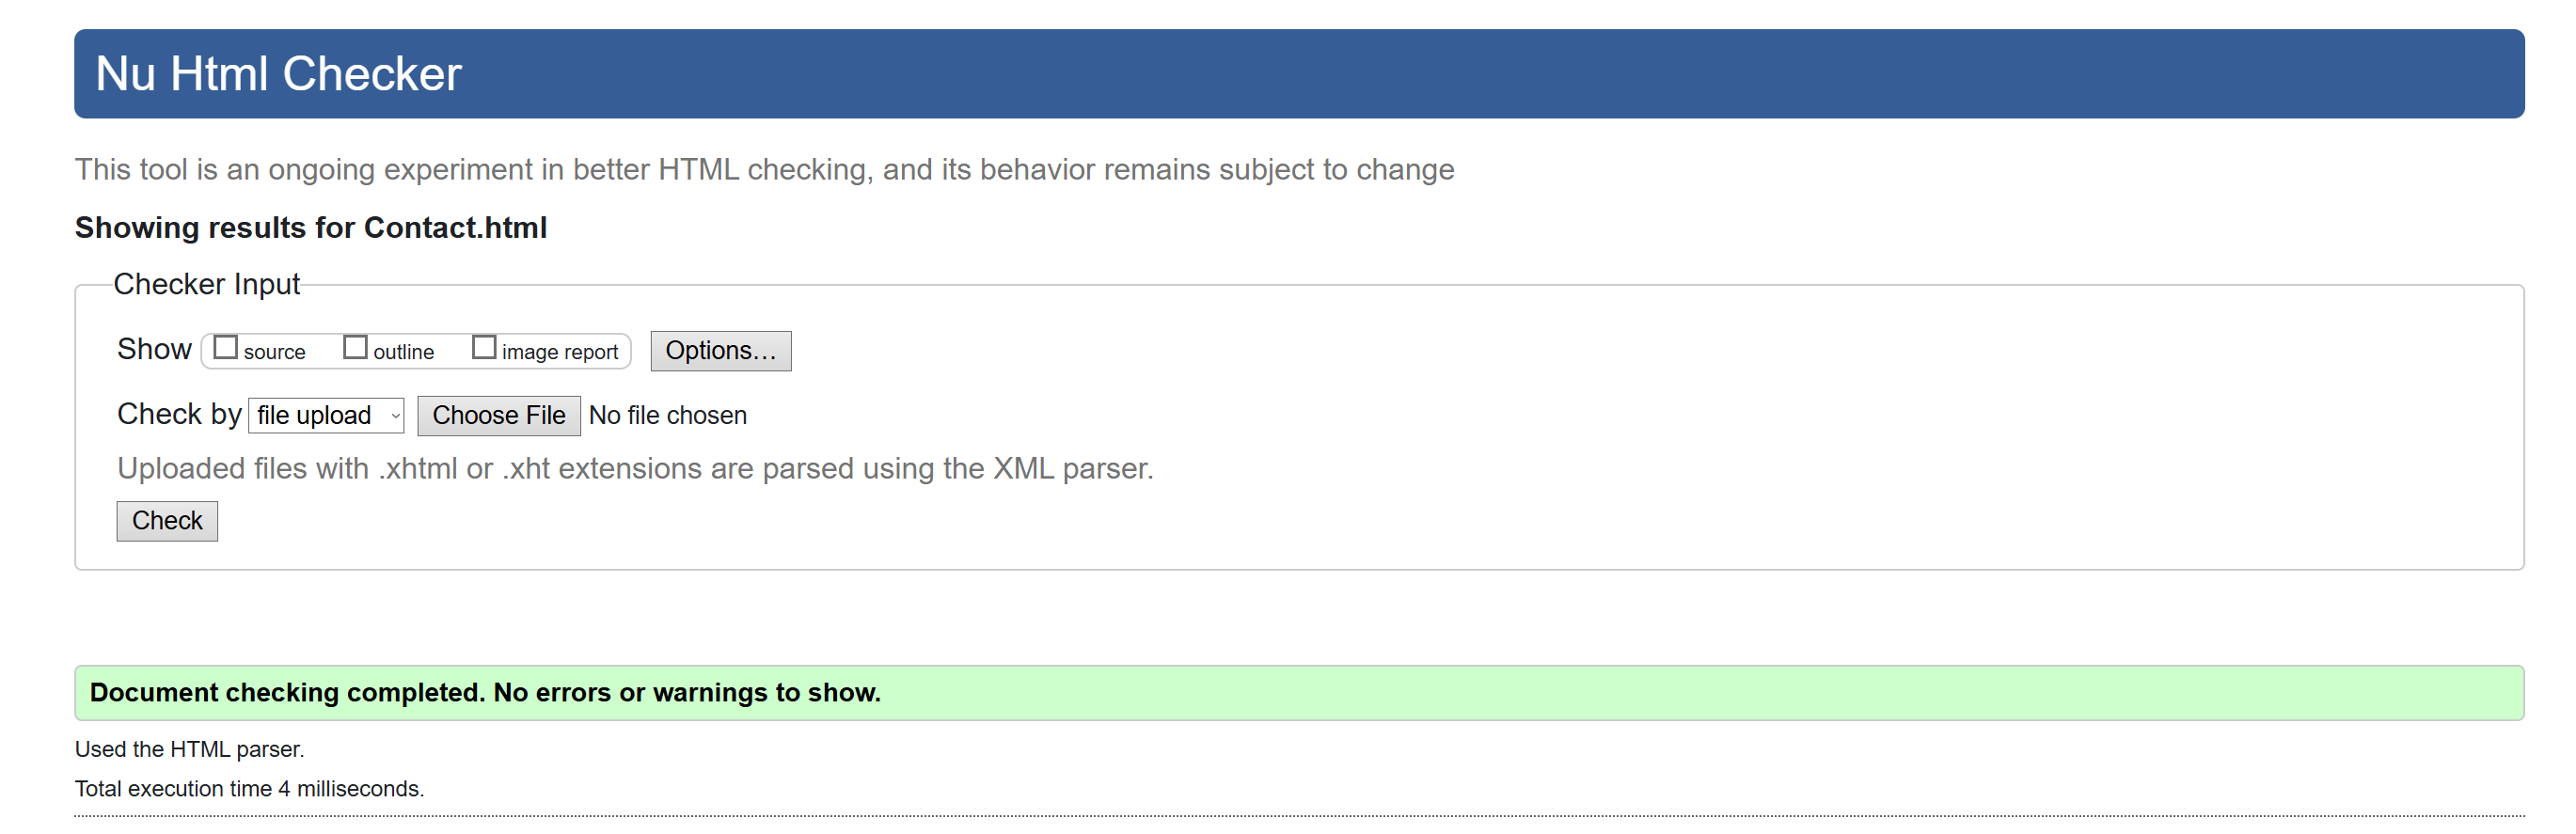 Nu Html Checker
This tool is an ongoing experiment in better HTML checking, and its behavior remains subject to change
Showing results for Contact.html
Checker Input
Show source outline image report Options…
Check by file upload Choose File No file chosen
Uploaded files with .xhtml or .xht extensions are parsed using the XML parser.
Check
Document checking completed. No errors or warnings to show.
Used the HTML parser.
Total execution time 4 milliseconds.